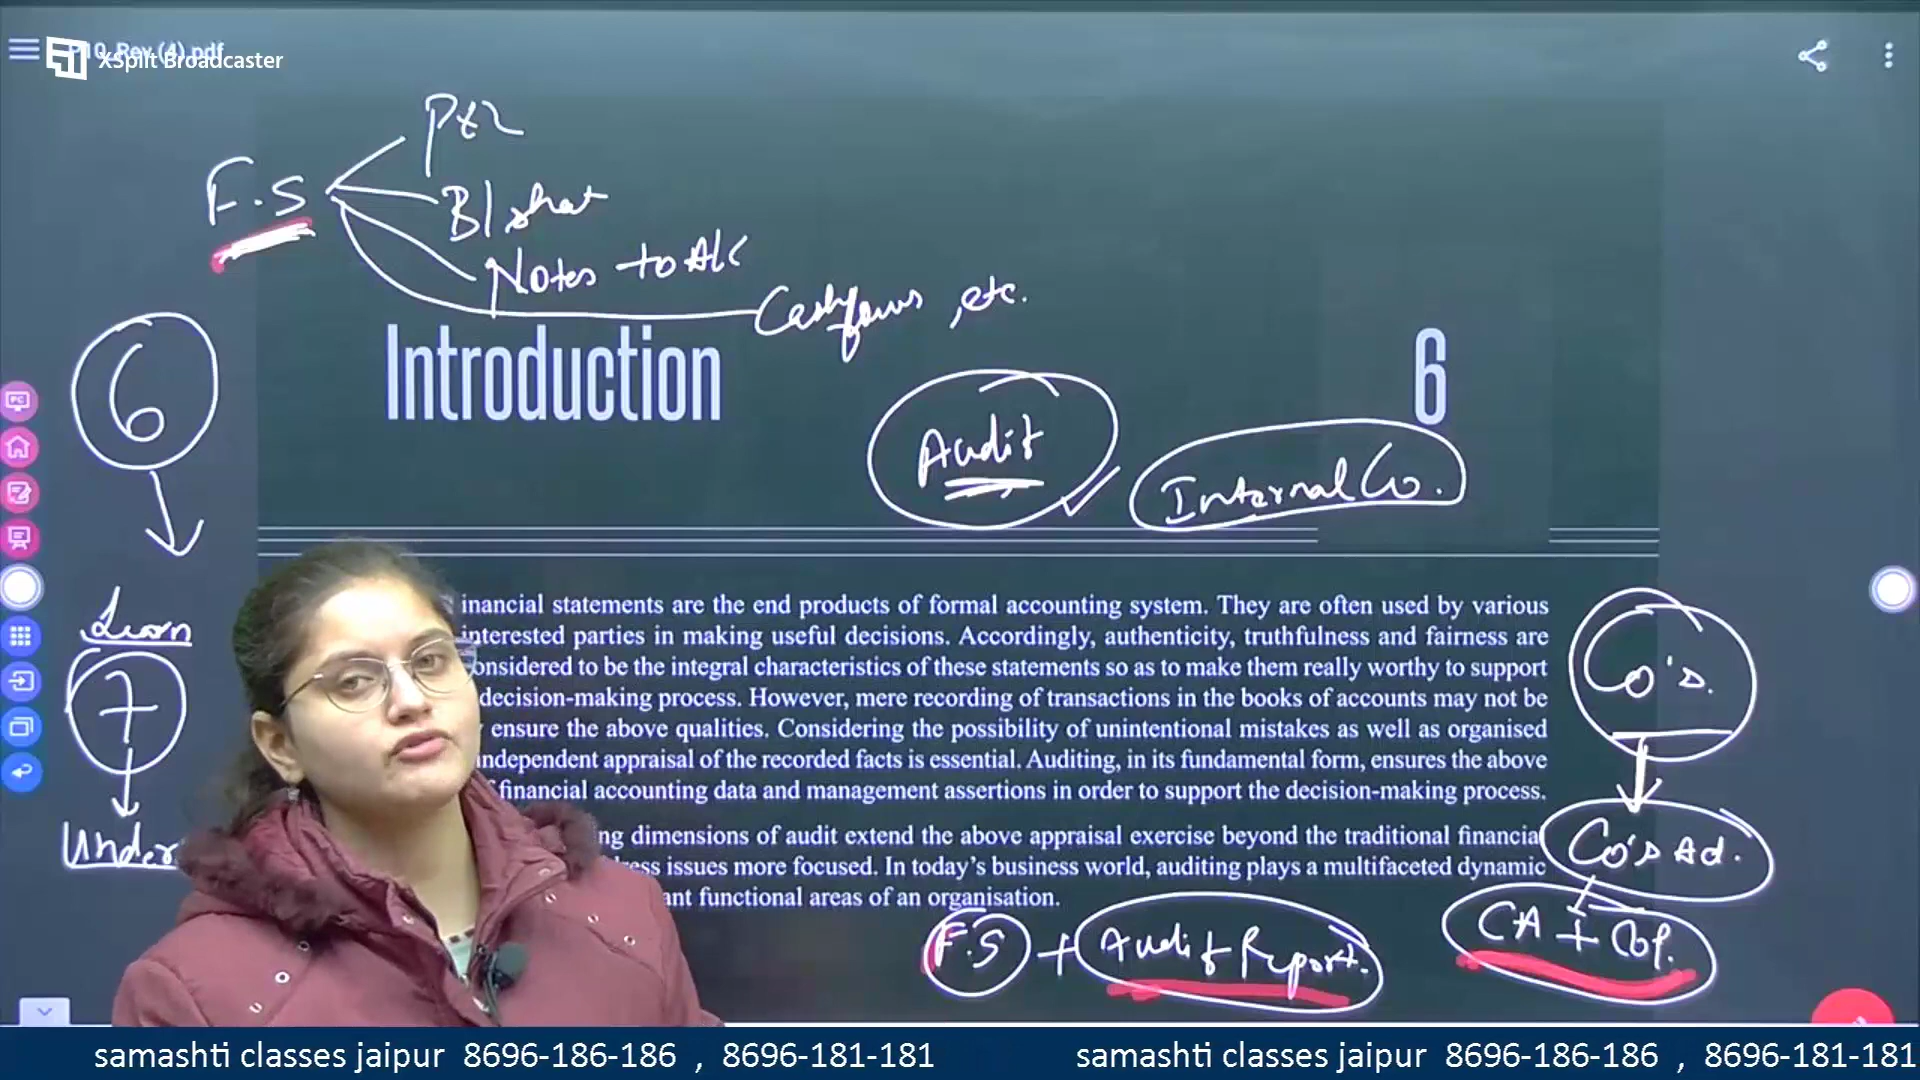 P10_Rev (4).pdf
XSplit Broadcaster
P&L
F.S
B/sheet
Notes to A/c
Cashflows, etc.
Introduction
6
6
Audit
Internal Co.
Learn
7
Under
inancial statements are the end products of formal accounting system. They are often used by various
interested parties in making useful decisions. Accordingly, authenticity, truthfulness and fairness are
onsidered to be the integral characteristics of these statements so as to make them really worthy to support
decision-making process. However, mere recording of transactions in the books of accounts may not be
ensure the above qualities. Considering the possibility of unintentional mistakes as well as organised
independent appraisal of the recorded facts is essential. Auditing, in its fundamental form, ensures the above
f financial accounting data and management assertions in order to support the decision-making process.
ng dimensions of audit extend the above appraisal exercise beyond the traditional financial
ess issues more focused. In today's business world, auditing plays a multifaceted dynamic
ant functional areas of an organisation.
Co's.
Co's Ad.
CA + Cop.
F.S + Audit Report.
samashti classes jaipur 8696-186-186 , 8696-181-181
samashti classes jaipur 8696-186-186 , 8696-181-181